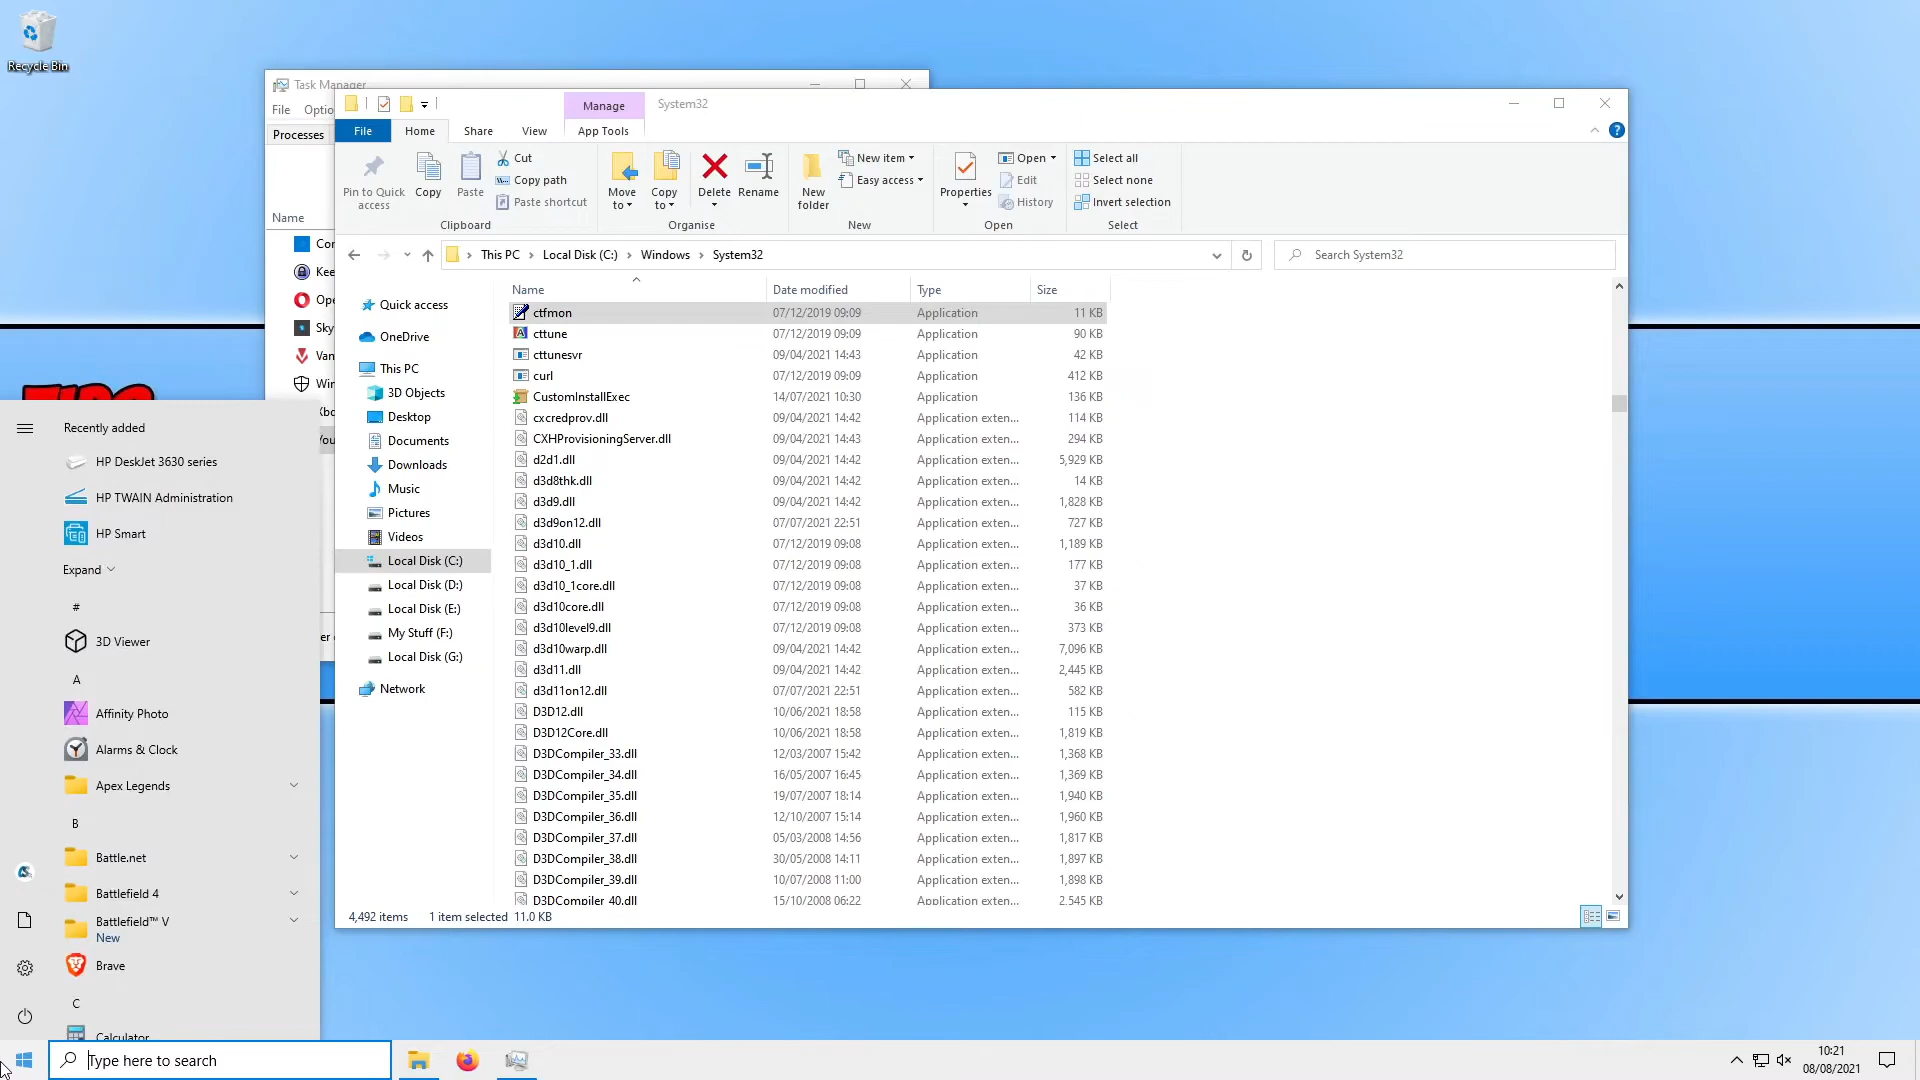 Recycle Bin
Task Manager
File Optio
Processes
Name
Kee
Ope
Sky
Van
Manage System32
File Home Share View App Tools
Pin to Quick access
Copy
Paste
Cut
Copy path
Paste shortcut
Clipboard
Move to
Copy to
Delete
Rename
Organise
New folder
New item
Easy access
New
Properties
Open
Edit
History
Open
Select all
Select none
Invert selection
Select
This PC › Local Disk (C:) › Windows › System32
Search System32
Quick access
OneDrive
This PC
3D Objects
Desktop
Documents
Downloads
Music
Pictures
Videos
Local Disk (C:)
Local Disk (D:)
Local Disk (E:)
My Stuff (F:)
Local Disk (G:)
Network
Name Date modified Type Size
ctfmon 07/12/2019 09:09 Application 11 KB
cttune 07/12/2019 09:09 Application 90 KB
cttunesvr 09/04/2021 14:43 Application 42 KB
curl 07/12/2019 09:09 Application 412 KB
CustomInstallExec 14/07/2021 10:30 Application 136 KB
cxcredprov.dll 09/04/2021 14:42 Application exten... 114 KB
CXHProvisioningServer.dll 09/04/2021 14:43 Application exten... 294 KB
d2d1.dll 09/04/2021 14:42 Application exten... 5,929 KB
d3d8thk.dll 09/04/2021 14:42 Application exten... 14 KB
d3d9.dll 09/04/2021 14:42 Application exten... 1,828 KB
d3d9on12.dll 07/07/2021 22:51 Application exten... 727 KB
d3d10.dll 07/12/2019 09:08 Application exten... 1,189 KB
d3d10_1.dll 07/12/2019 09:08 Application exten... 177 KB
d3d10_1core.dll 07/12/2019 09:08 Application exten... 37 KB
d3d10core.dll 07/12/2019 09:08 Application exten... 36 KB
d3d10level9.dll 07/12/2019 09:08 Application exten... 373 KB
d3d10warp.dll 09/04/2021 14:42 Application exten... 7,096 KB
d3d11.dll 09/04/2021 14:42 Application exten... 2,445 KB
d3d11on12.dll 07/07/2021 22:51 Application exten... 582 KB
D3D12.dll 10/06/2021 18:58 Application exten... 115 KB
D3D12Core.dll 10/06/2021 18:58 Application exten... 1,819 KB
D3DCompiler_33.dll 12/03/2007 15:42 Application exten... 1,368 KB
D3DCompiler_34.dll 16/05/2007 16:45 Application exten... 1,369 KB
D3DCompiler_35.dll 19/07/2007 18:14 Application exten... 1,940 KB
D3DCompiler_36.dll 12/10/2007 15:14 Application exten... 1,960 KB
D3DCompiler_37.dll 05/03/2008 14:56 Application exten... 1,817 KB
D3DCompiler_38.dll 30/05/2008 14:11 Application exten... 1,897 KB
D3DCompiler_39.dll 10/07/2008 11:00 Application exten... 1,898 KB
D3DCompiler_40.dll 15/10/2008 06:22 Application exten... 2,545 KB
4,492 items 1 item selected 11.0 KB
Recently added
HP DeskJet 3630 series
HP TWAIN Administration
HP Smart
Expand
#
3D Viewer
A
Affinity Photo
Alarms & Clock
Apex Legends
B
Battle.net
Battlefield 4
Battlefield™ V
New
Brave
C
Calculator
Type here to search
10:21
08/08/2021